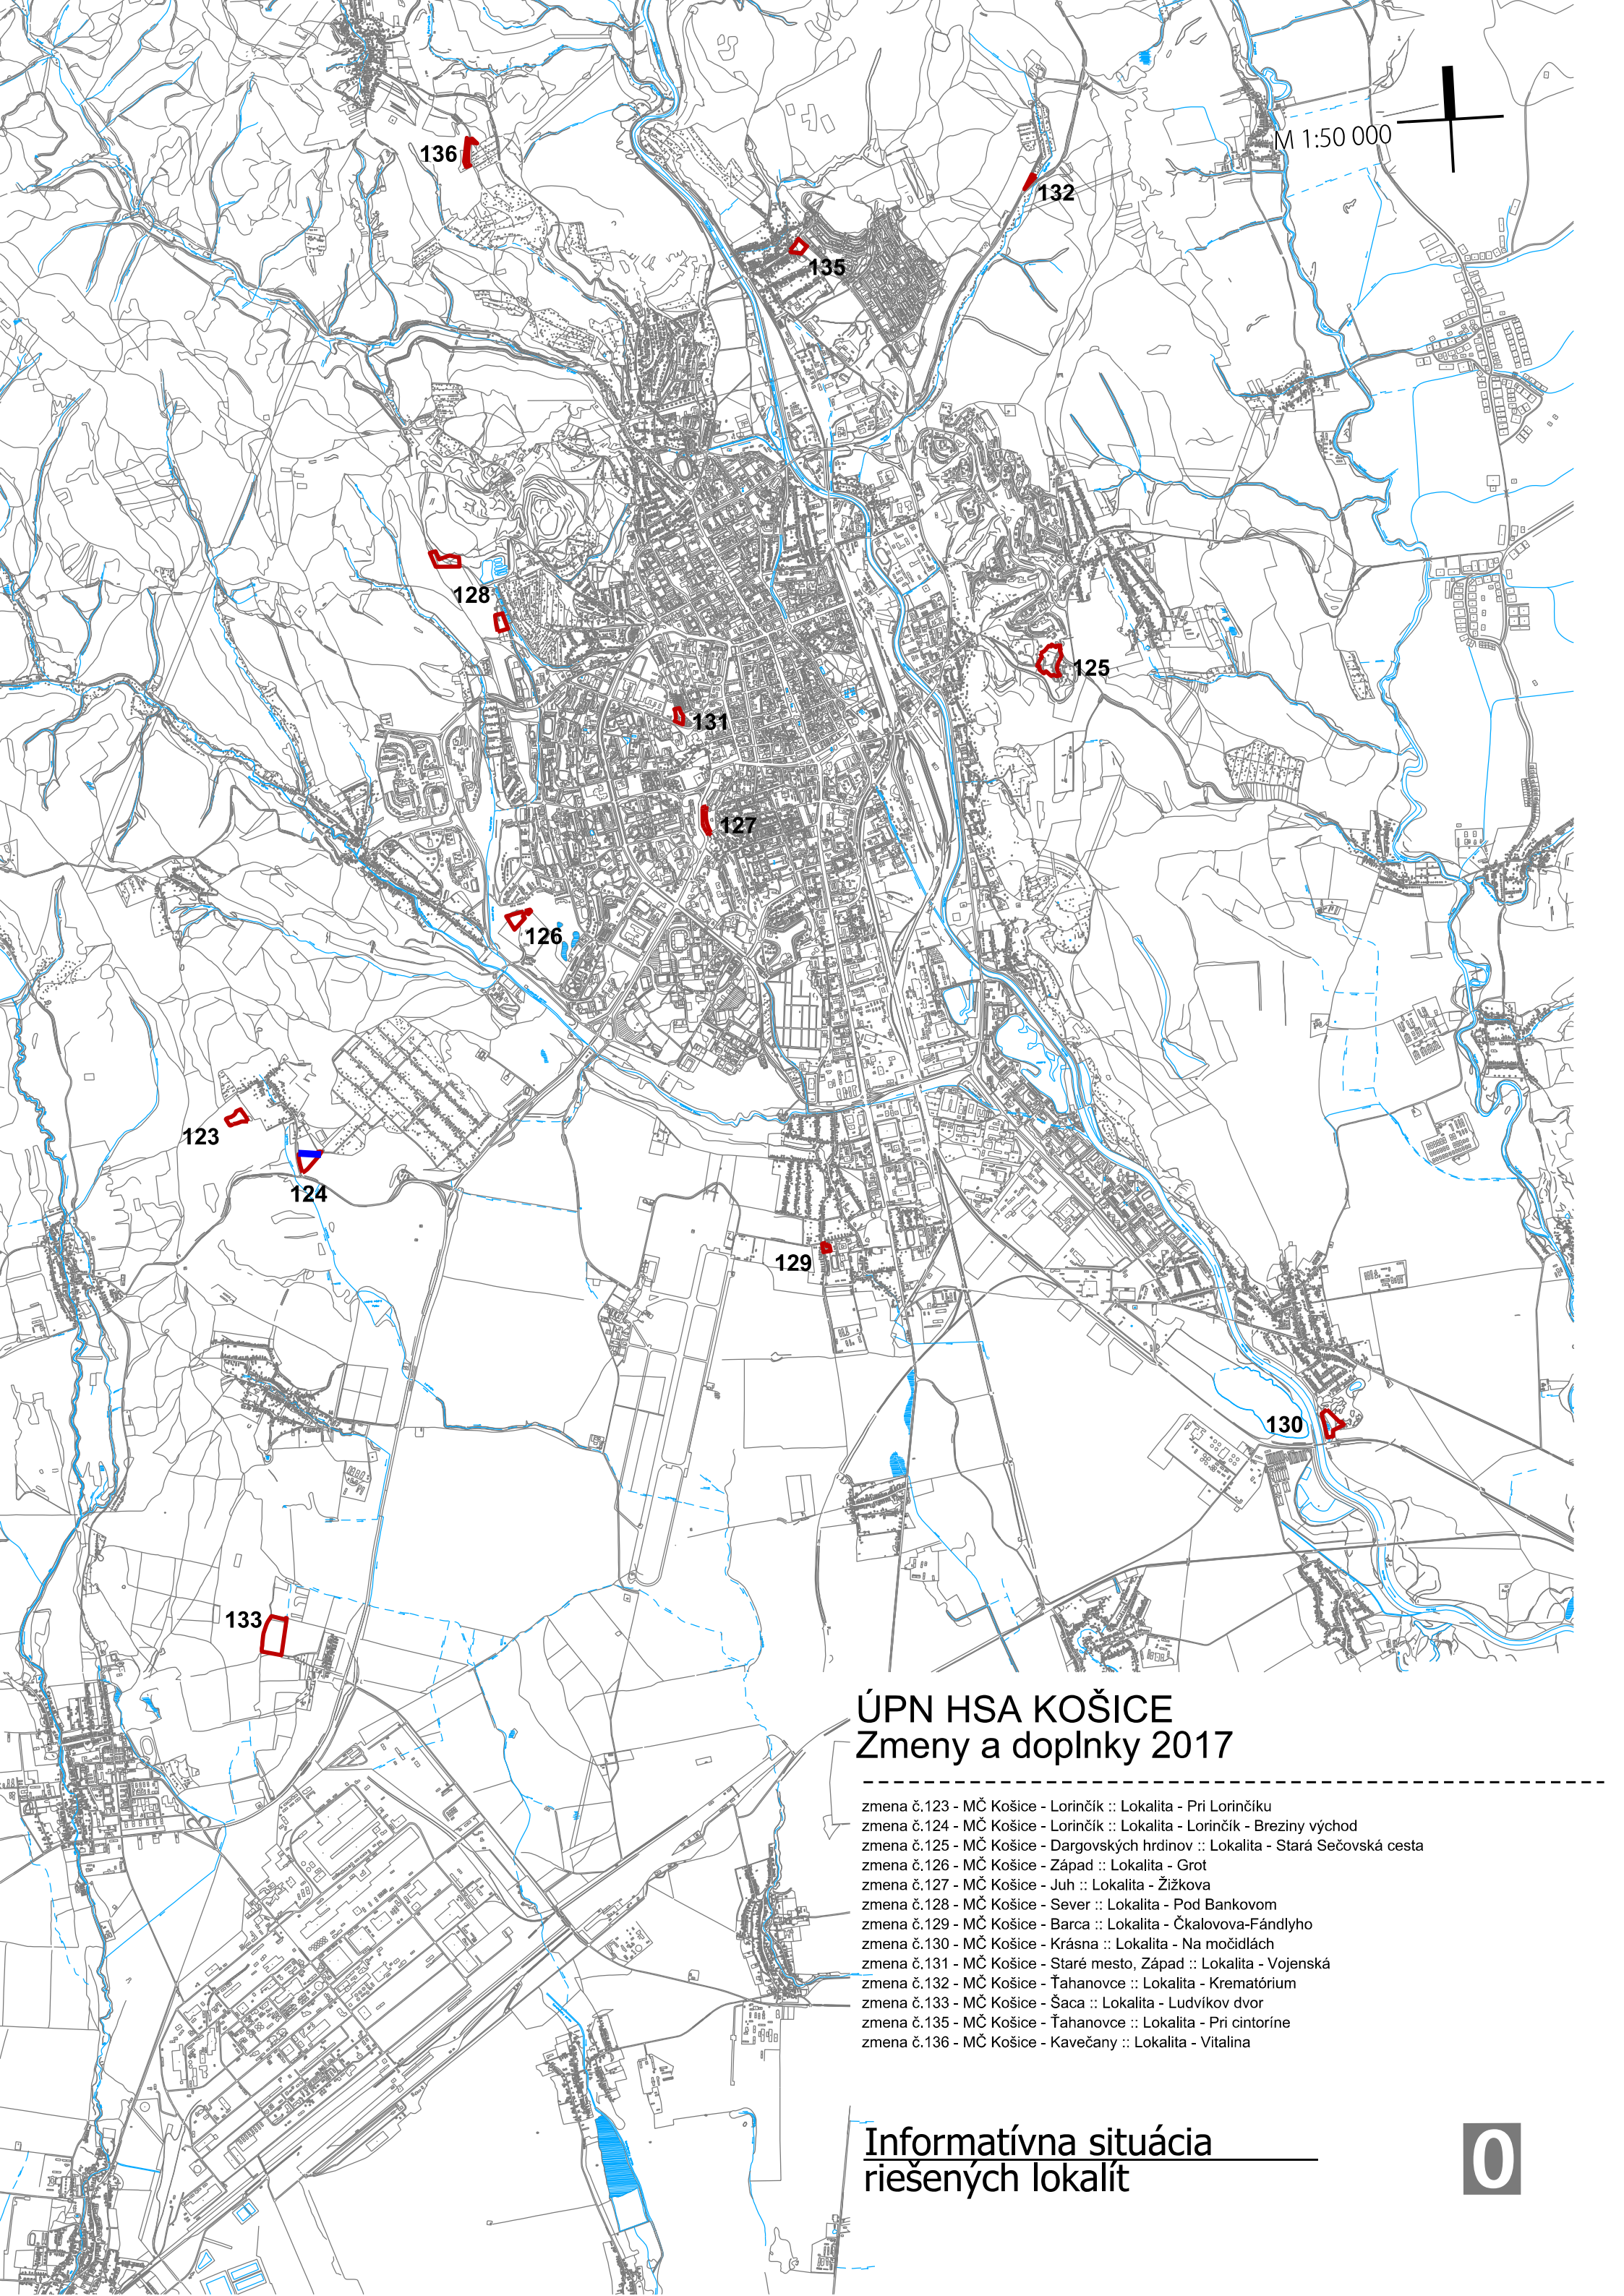 M 1:50 000
136
132
135
128
125
131
127
126
123
124
129
130
133
ÚPN HSA KOŠICE
Zmeny a doplnky 2017
zmena č.123 - MČ Košice - Lorinčík :: Lokalita - Pri Lorinčíku
zmena č.124 - MČ Košice - Lorinčík :: Lokalita - Lorinčík - Breziny východ
zmena č.125 - MČ Košice - Dargovských hrdinov :: Lokalita - Stará Sečovská cesta
zmena č.126 - MČ Košice - Západ :: Lokalita - Grot
zmena č.127 - MČ Košice - Juh :: Lokalita - Žižkova
zmena č.128 - MČ Košice - Sever :: Lokalita - Pod Bankovom
zmena č.129 - MČ Košice - Barca :: Lokalita - Čkalovova-Fándlyho
zmena č.130 - MČ Košice - Krásna :: Lokalita - Na močidlách
zmena č.131 - MČ Košice - Staré mesto, Západ :: Lokalita - Vojenská
zmena č.132 - MČ Košice - Ťahanovce :: Lokalita - Krematórium
zmena č.133 - MČ Košice - Šaca :: Lokalita - Ludvíkov dvor
zmena č.135 - MČ Košice - Ťahanovce :: Lokalita - Pri cintoríne
zmena č.136 - MČ Košice - Kavečany :: Lokalita - Vitalina
Informatívna situácia
riešených lokalít
0